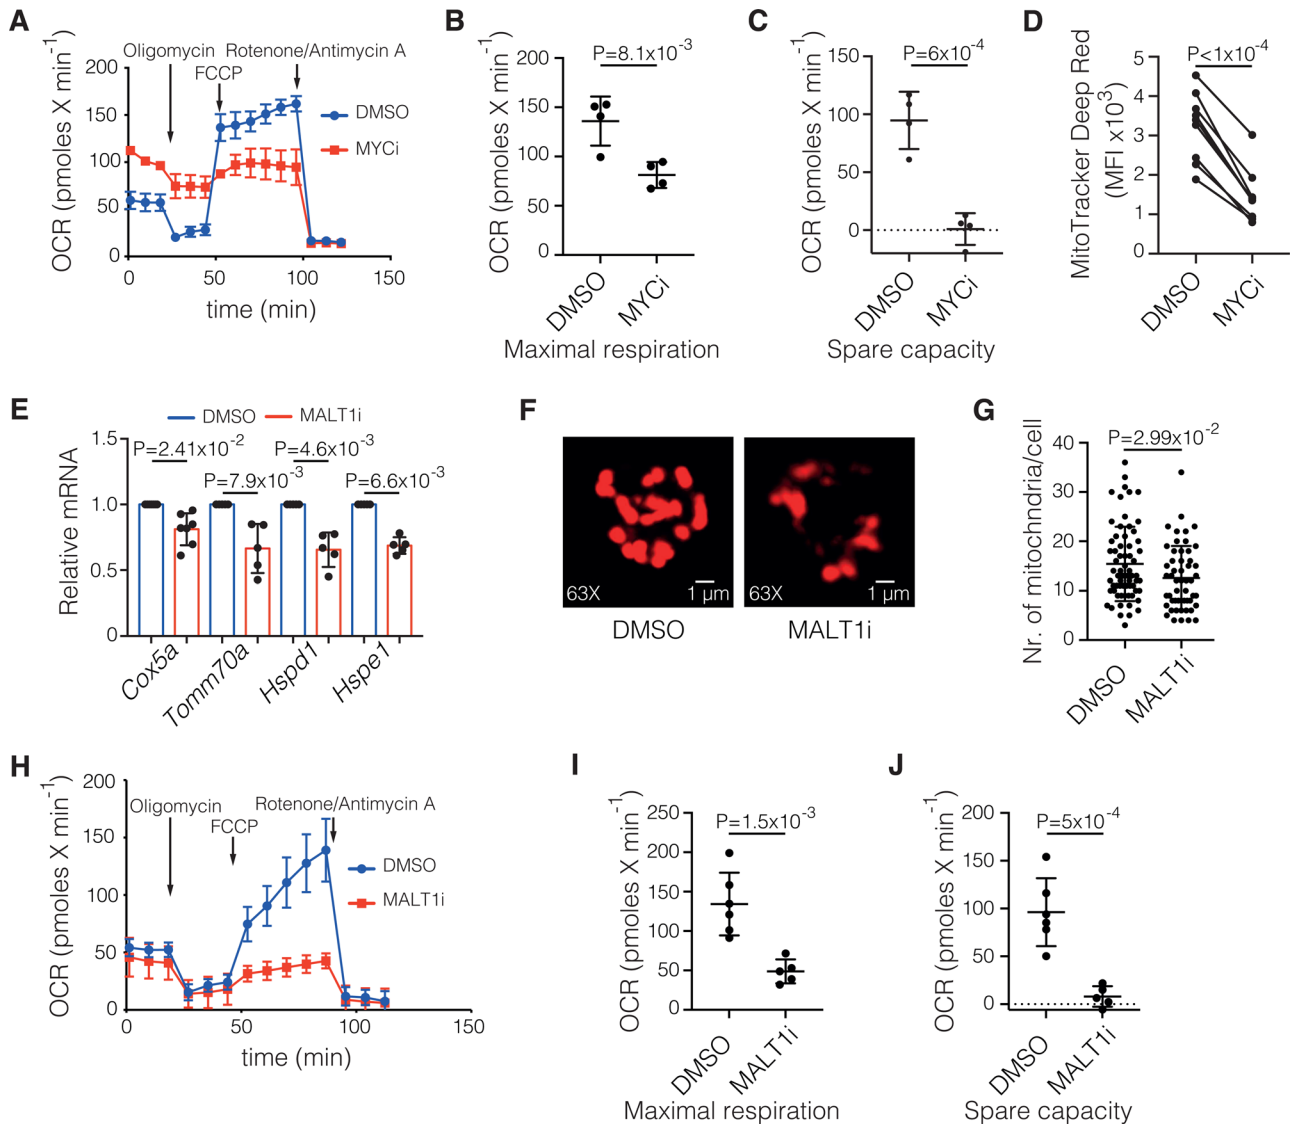 A
OCR (pmoles X min-1)
200
150
100
50
0
0
50
100
150
time (min)
Oligomycin
FCCP
Rotenone/Antimycin A
DMSO
MYCi
B
OCR (pmoles X min-1)
200
150
100
50
0
P=8.1x10-3
DMSO
MYCi
Maximal respiration
C
OCR (pmoles X min-1)
150
100
50
0
P=6x10-4
DMSO
MYCi
Spare capacity
D
MitoTracker Deep Red
(MFI x103)
5
4
3
2
1
0
P<1x10-4
DMSO
MYCi
E
DMSO
MALT1i
Relative mRNA
1.5
1.0
0.5
0
P=2.41x10-2
P=7.9x10-3
P=4.6x10-3
P=6.6x10-3
Cox5a
Tomm70a
Hspd1
Hspe1
F
63X
1 µm
DMSO
63X
1 µm
MALT1i
G
Nr. of mitochndria/cell
40
30
20
10
0
P=2.99x10-2
DMSO
MALT1i
H
OCR (pmoles X min-1)
200
150
100
50
0
0
50
100
150
time (min)
Oligomycin
FCCP
Rotenone/Antimycin A
DMSO
MALT1i
I
OCR (pmoles X min-1)
250
200
150
100
50
0
P=1.5x10-3
DMSO
MALT1i
Maximal respiration
J
OCR (pmoles X min-1)
200
150
100
50
0
P=5x10-4
DMSO
MALT1i
Spare capacity